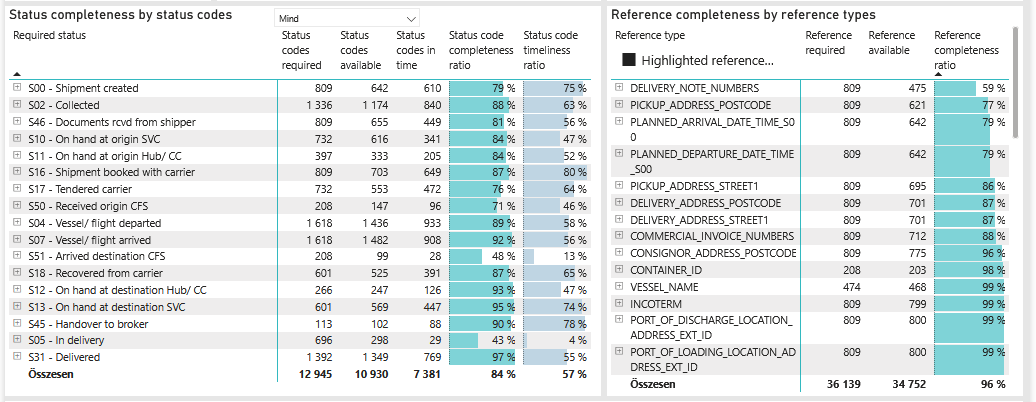 Status completeness by status codes
Mind
Required status
Status codes required
Status codes available
Status codes in time
Status code completeness ratio
Status code timeliness ratio
S00 - Shipment created 809 642 610 79 % 75 %
S02 - Collected 1 336 1 174 840 88 % 63 %
S46 - Documents rcvd from shipper 809 655 449 81 % 56 %
S10 - On hand at origin SVC 732 616 341 84 % 47 %
S11 - On hand at origin Hub/ CC 397 333 205 84 % 52 %
S16 - Shipment booked with carrier 809 703 649 87 % 80 %
S17 - Tendered carrier 732 553 472 76 % 64 %
S50 - Received origin CFS 208 147 96 71 % 46 %
S04 - Vessel/ flight departed 1 618 1 436 933 89 % 58 %
S07 - Vessel/ flight arrived 1 618 1 482 908 92 % 56 %
S51 - Arrived destination CFS 208 99 28 48 % 13 %
S18 - Recovered from carrier 601 525 391 87 % 65 %
S12 - On hand at destination Hub/ CC 266 247 126 93 % 47 %
S13 - On hand at destination SVC 601 569 447 95 % 74 %
S45 - Handover to broker 113 102 88 90 % 78 %
S05 - In delivery 696 298 29 43 % 4 %
S31 - Delivered 1 392 1 349 769 97 % 55 %
Összesen 12 945 10 930 7 381 84 % 57 %
Reference completeness by reference types
Reference type
Highlighted reference...
Reference required
Reference available
Reference completeness ratio
DELIVERY_NOTE_NUMBERS 809 475 59 %
PICKUP_ADDRESS_POSTCODE 809 621 77 %
PLANNED_ARRIVAL_DATE_TIME_S0 809 642 79 %
0
PLANNED_DEPARTURE_DATE_TIME 809 642 79 %
_S00
PICKUP_ADDRESS_STREET1 809 695 86 %
DELIVERY_ADDRESS_POSTCODE 809 701 87 %
DELIVERY_ADDRESS_STREET1 809 701 87 %
COMMERCIAL_INVOICE_NUMBERS 809 712 88 %
CONSIGNOR_ADDRESS_POSTCODE 809 775 96 %
CONTAINER_ID 208 203 98 %
VESSEL_NAME 474 468 99 %
INCOTERM 809 799 99 %
PORT_OF_DISCHARGE_LOCATION_ 809 800 99 %
ADDRESS_EXT_ID
PORT_OF_LOADING_LOCATION_AD 809 800 99 %
DRESS_EXT_ID
Összesen 36 139 34 752 96 %